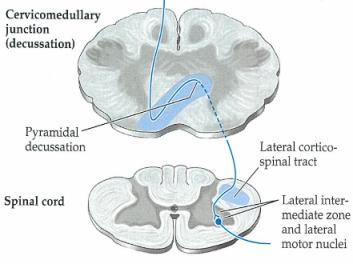 Cervicomedullary
junction
(decussation)
Pyramidal
decussation
Lateral cortico-
spinal tract
Spinal cord
Lateral inter-
mediate zone
and lateral
motor nuclei